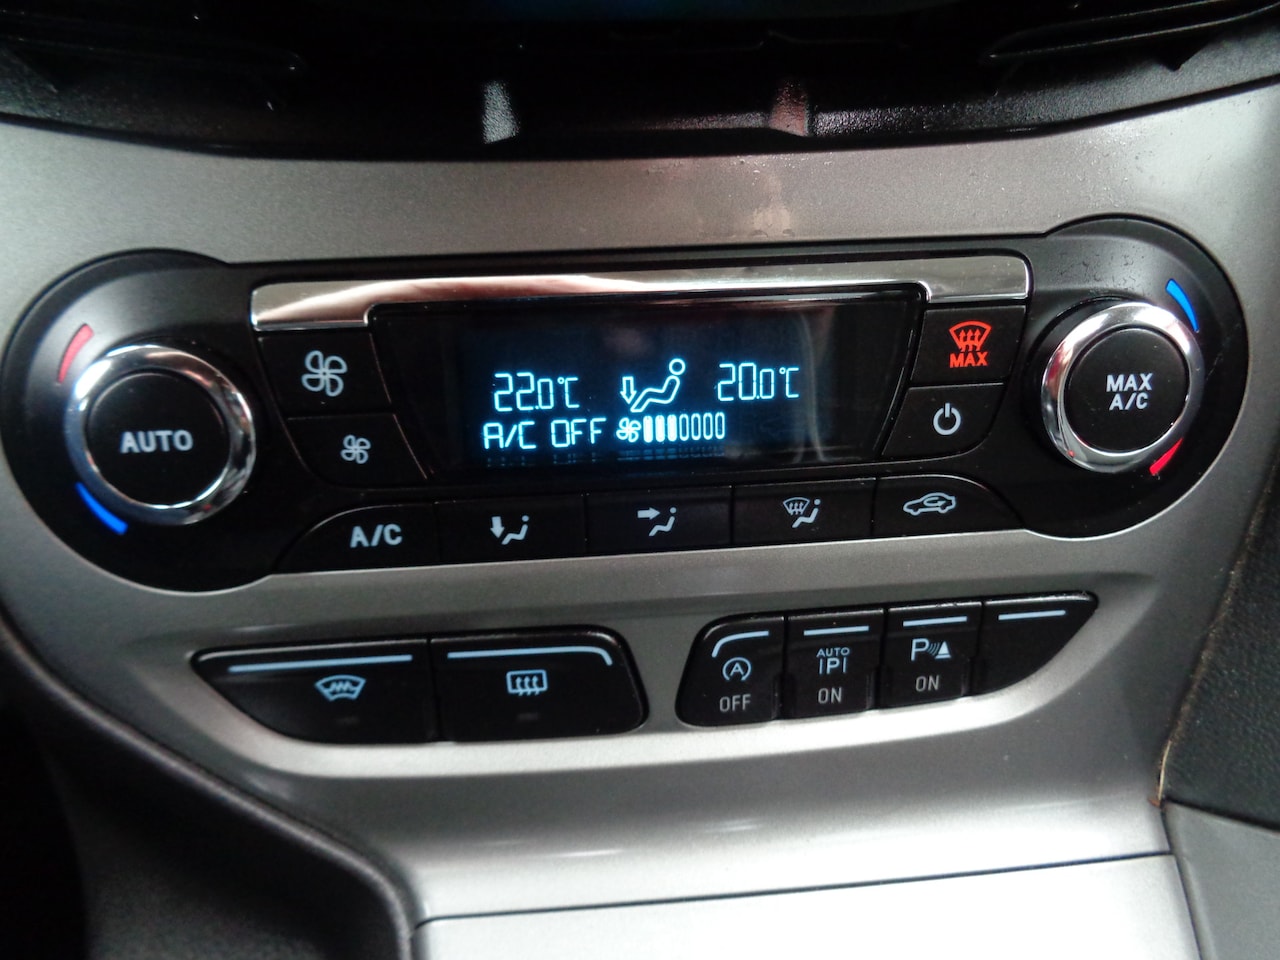 MAX
22.0°C 20.0°C
MAX
A/C
AUTO
A/C OFF
A/C
A
OFF
AUTO
P
ON
P
ON